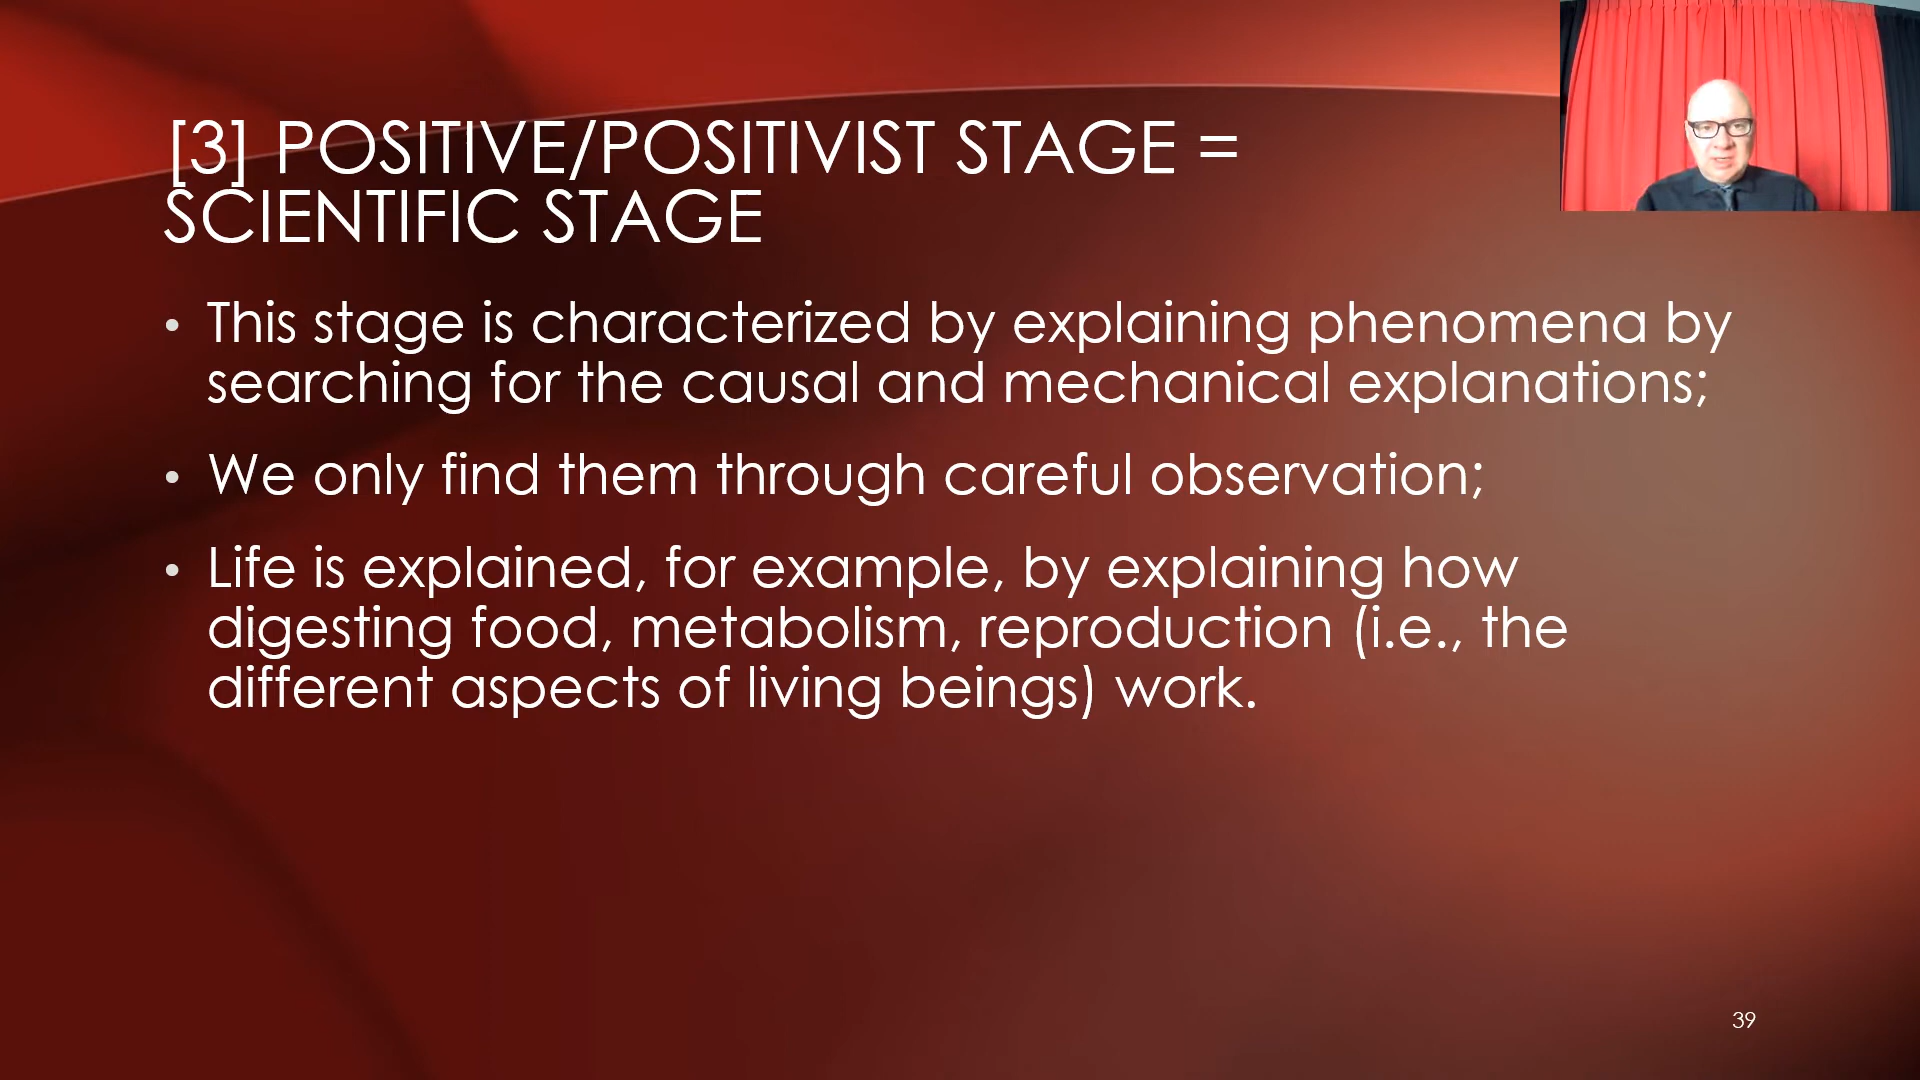 [3] POSITIVE/POSITIVIST STAGE =
SCIENTIFIC STAGE
• This stage is characterized by explaining phenomena by
searching for the causal and mechanical explanations;
• We only find them through careful observation;
• Life is explained, for example, by explaining how
digesting food, metabolism, reproduction (i.e., the
different aspects of living beings) work.
39